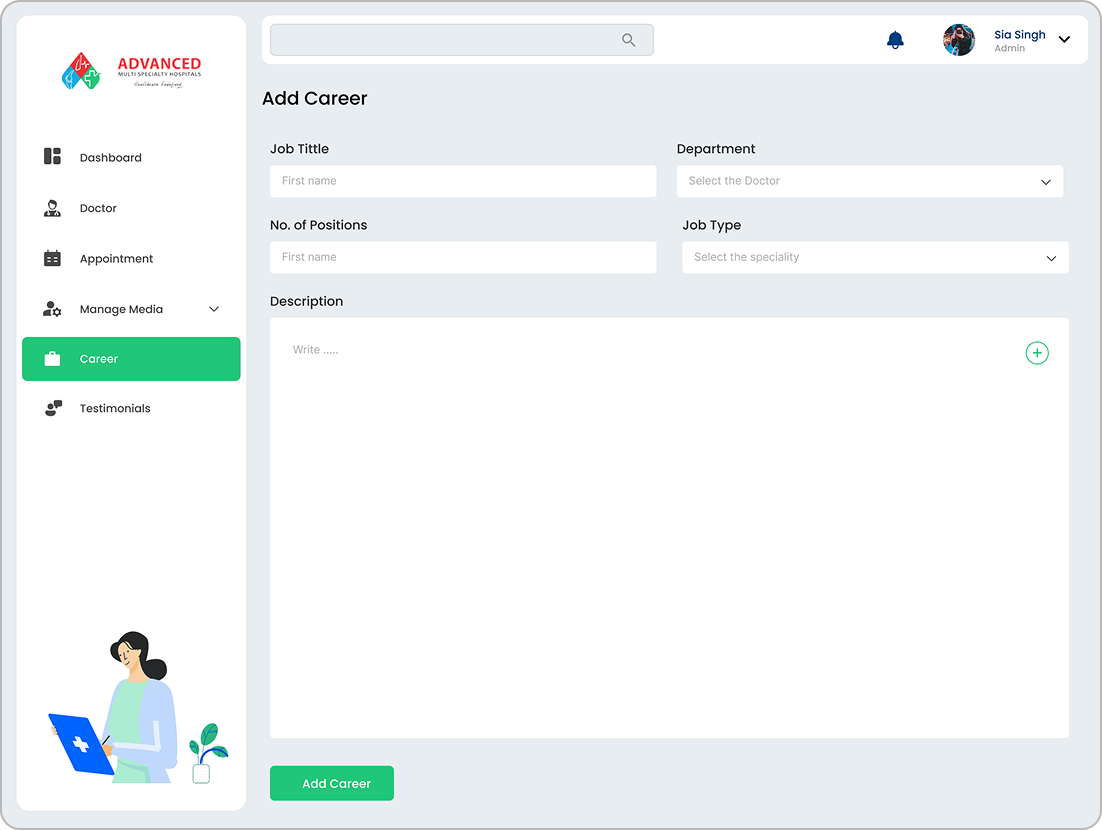 ADVANCED
MULTI SPECIALTY HOSPITALS
Healthcare Redefined
Dashboard
Doctor
Appointment
Manage Media
Career
Testimonials
Sia Singh
Admin
Add Career
Job Tittle
Department
First name
Select the Doctor
No. of Positions
Job Type
First name
Select the speciality
Description
Write .....
Add Career